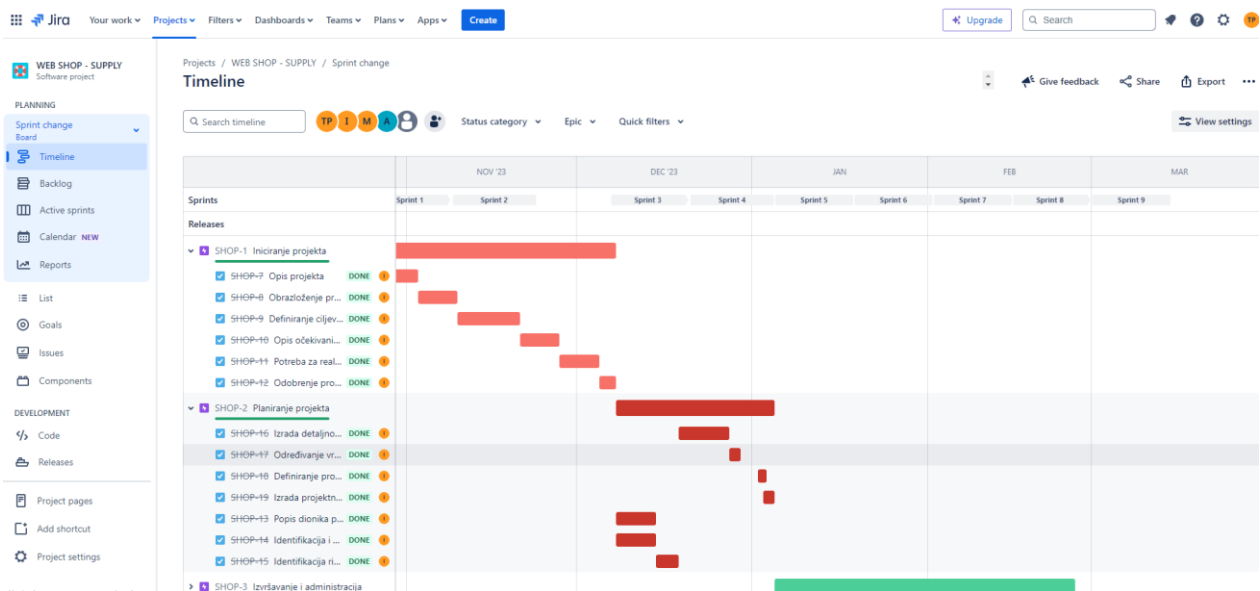 Jira Your work Projects Filters Dashboards Teams Plans Apps Create Upgrade Search TP
WEB SHOP - SUPPLY
Software project
PLANNING
Sprint change
Board
Timeline
Backlog
Active sprints
Calendar NEW
Reports
List
Goals
Issues
Components
DEVELOPMENT
Code
Releases
Project pages
Add shortcut
Project settings
Projects / WEB SHOP - SUPPLY / Sprint change
Timeline
Give feedback Share Export
Search timeline TP I M A Status category Epic Quick filters View settings
NOV '23 DEC '23 JAN FEB MAR
Sprints Sprint 1 Sprint 2 Sprint 3 Sprint 4 Sprint 5 Sprint 6 Sprint 7 Sprint 8 Sprint 9
Releases
SHOP-1 Iniciranje projekta
SHOP-7 Opis projekta DONE I
SHOP-8 Obrazloženje pr... DONE I
SHOP-9 Definiranje ciljev... DONE I
SHOP-10 Opis očekivani... DONE I
SHOP-11 Potreba za real... DONE I
SHOP-12 Odobrenje pro... DONE I
SHOP-2 Planiranje projekta
SHOP-16 Izrada detaljno... DONE I
SHOP-17 Određivanje vr... DONE I
SHOP-18 Definiranje pro... DONE I
SHOP-19 Izrada projektn... DONE I
SHOP-13 Popis dionika p... DONE I
SHOP-14 Identifikacija i ... DONE I
SHOP-15 Identifikacija ri... DONE I
SHOP-3 Izvršavanje i administracija